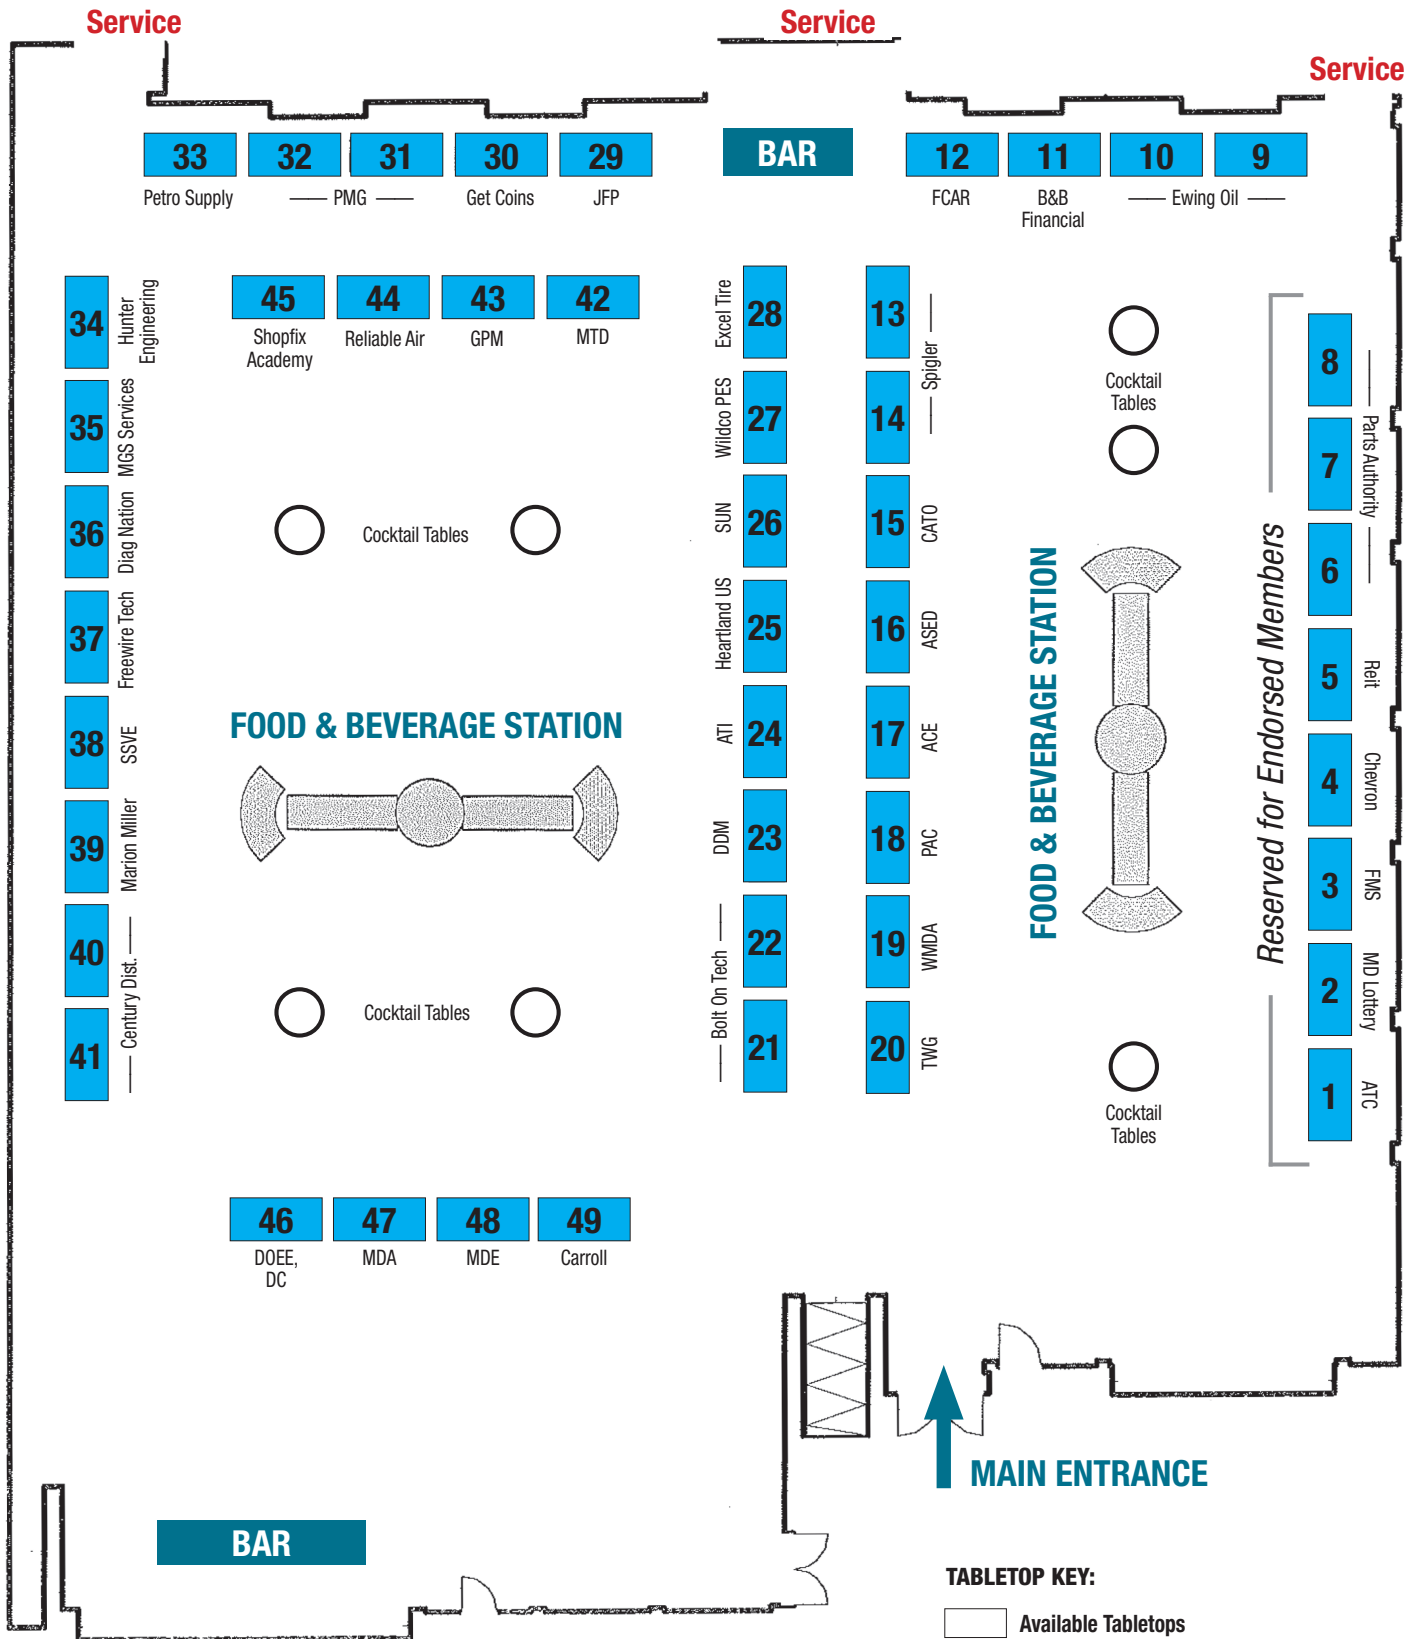 Service
Service
Service
33
32
31
30
29
BAR
12
11
10
9
Petro Supply
PMG
Get Coins
JFP
FCAR
B&B
Financial
Ewing Oil
34
Hunter
Engineering
35
MGS Services
36
Diag Nation
37
Freewire Tech
38
SSVE
39
Marion Miller
40
41
Century Dist.
45
44
43
42
Shopfix
Academy
Reliable Air
GPM
MTD
Cocktail Tables
FOOD & BEVERAGE STATION
Cocktail Tables
46
47
48
49
DOEE,
DC
MDA
MDE
Carroll
Excel Tire
28
Wildco PES
27
SUN
26
Heartland US
25
ATI
24
DDM
23
Bolt On Tech
22
21
13
14
Spigler
15
CATO
16
ASED
17
ACE
18
PAC
19
WMDA
20
TWG
Cocktail
Tables
FOOD & BEVERAGE STATION
Cocktail
Tables
Reserved for Endorsed Members
8
7
6
Parts Authority
5
Reit
4
Chevron
3
FMS
2
MD Lottery
1
ATC
MAIN ENTRANCE
BAR
TABLETOP KEY:
Available Tabletops